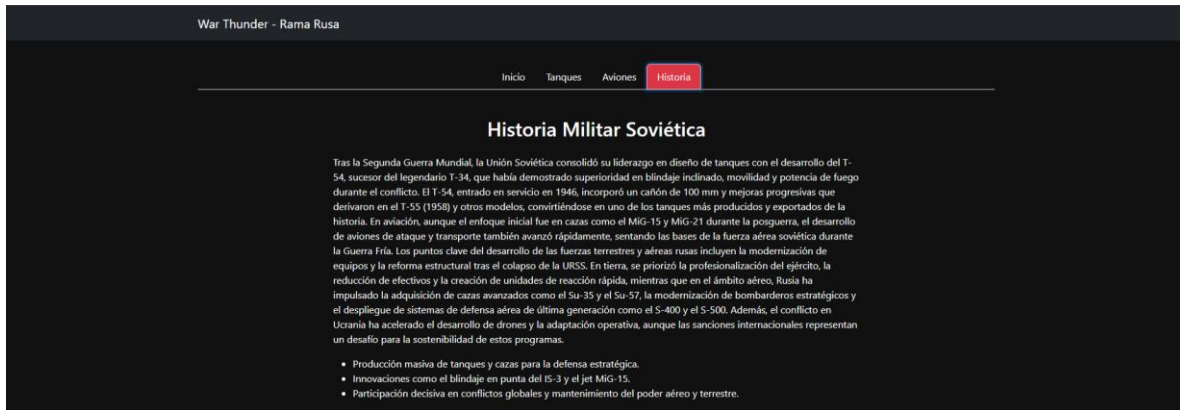 War Thunder - Rama Rusa
Inicio Tanques Aviones Historia
Historia Militar Soviética
Tras la Segunda Guerra Mundial, la Unión Soviética consolidó su liderazgo en diseño de tanques con el desarrollo del T-
54, sucesor del legendario T-34, que había demostrado superioridad en blindaje inclinado, movilidad y potencia de fuego
durante el conflicto. El T-54, entrado en servicio en 1946, incorporó un cañón de 100 mm y mejoras progresivas que
derivaron en el T-55 (1958) y otros modelos, convirtiéndose en uno de los tanques más producidos y exportados de la
historia. En aviación, aunque el enfoque inicial fue en cazas como el MiG-15 y MiG-21 durante la posguerra, el desarrollo
de aviones de ataque y transporte también avanzó rápidamente, sentando las bases de la fuerza aérea soviética durante
la Guerra Fría. Los puntos clave del desarrollo de las fuerzas terrestres y aéreas rusas incluyen la modernización de
equipos y la reforma estructural tras el colapso de la URSS. En tierra, se priorizó la profesionalización del ejército, la
reducción de efectivos y la creación de unidades de reacción rápida, mientras que en el ámbito aéreo, Rusia ha
impulsado la adquisición de cazas avanzados como el Su-35 y el Su-57, la modernización de bombarderos estratégicos y
el despliegue de sistemas de defensa aérea de última generación como el S-400 y el S-500. Además, el conflicto en
Ucrania ha acelerado el desarrollo de drones y la adaptación operativa, aunque las sanciones internacionales representan
un desafío para la sostenibilidad de estos programas.
• Producción masiva de tanques y cazas para la defensa estratégica.
• Innovaciones como el blindaje en punta del IS-3 y el jet MiG-15.
• Participación decisiva en conflictos globales y mantenimiento del poder aéreo y terrestre.